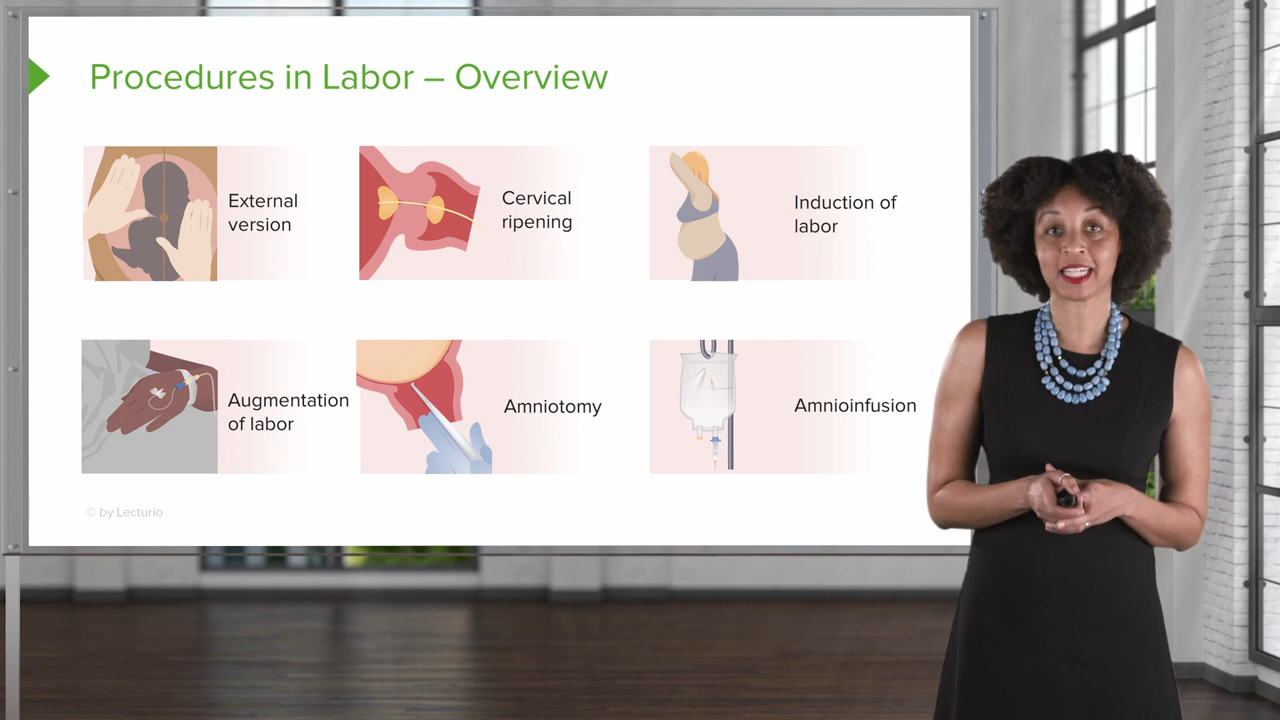 Procedures in Labor – Overview
External
version
Cervical
ripening
Induction of
labor
Augmentation
of labor
Amniotomy
Amnioinfusion
© by Lecturio